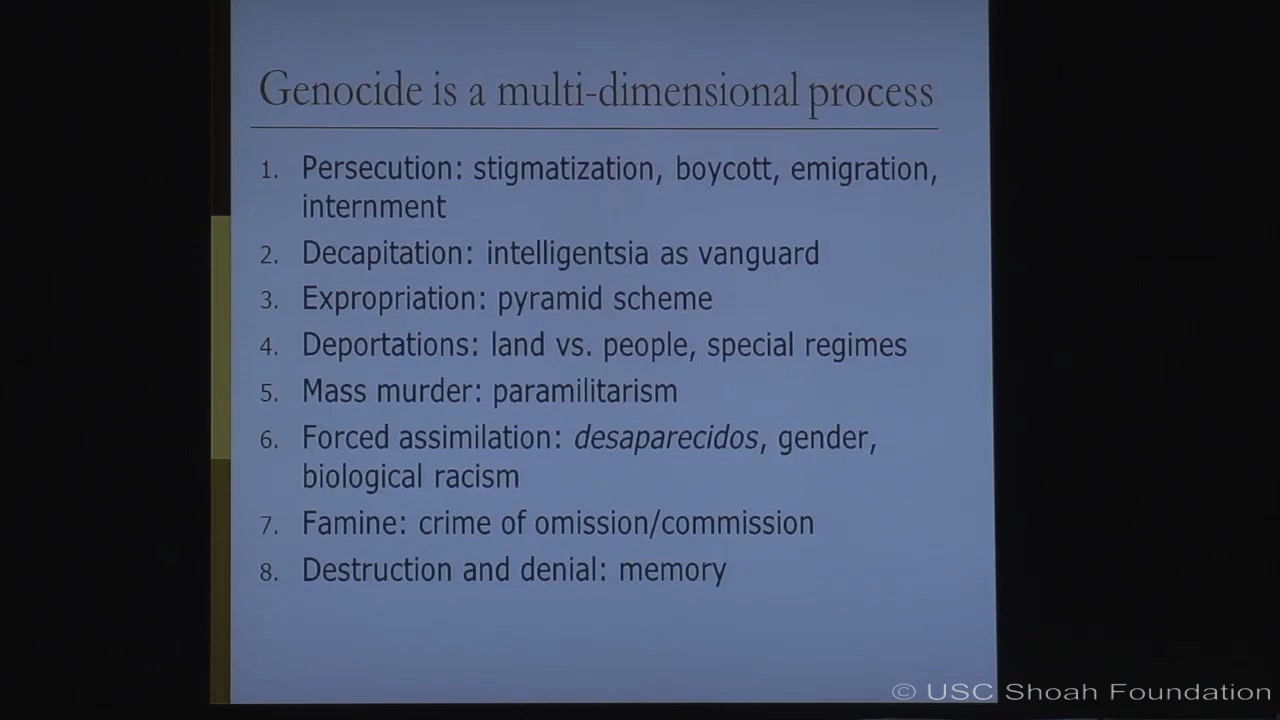 Genocide is a multi-dimensional process
1. Persecution: stigmatization, boycott, emigration,
internment
2. Decapitation: intelligentsia as vanguard
3. Expropriation: pyramid scheme
4. Deportations: land vs. people, special regimes
5. Mass murder: paramilitarism
6. Forced assimilation: desaparecidos, gender,
biological racism
7. Famine: crime of omission/commission
8. Destruction and denial: memory
© USC Shoah Foundation